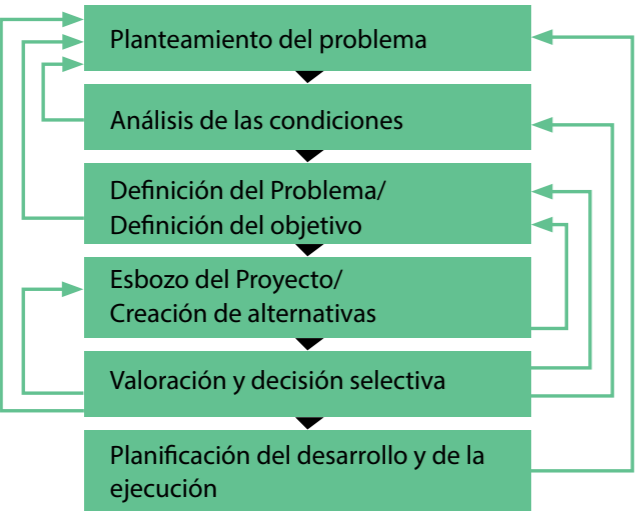 Planteamiento del problema
Análisis de las condiciones
Definición del Problema/
Definición del objetivo
Esbozo del Proyecto/
Creación de alternativas
Valoración y decisión selectiva
Planificación del desarrollo y de la
ejecución